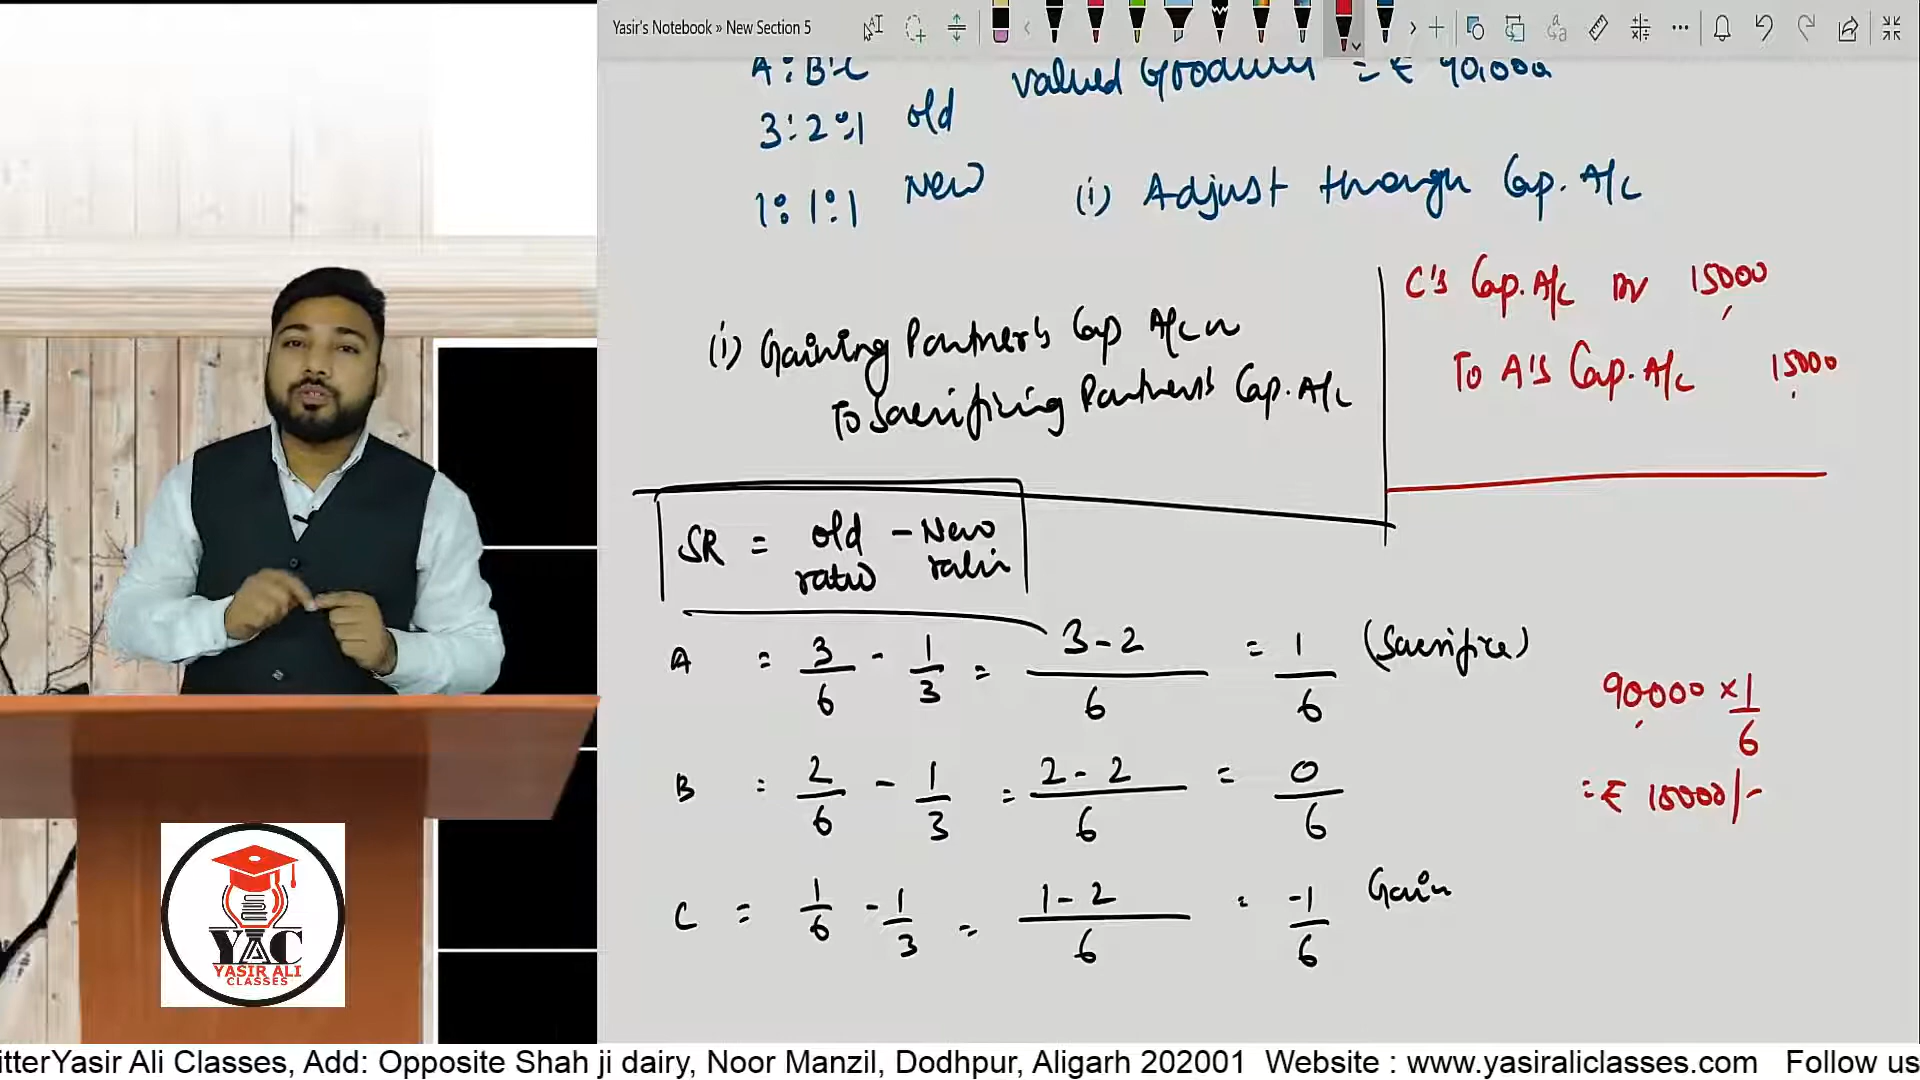 Yasir's Notebook » New Section 5
A : B : C
valued Goodwill = ₹ 90,000
3 : 2 : 1 old
1 : 1 : 1 New
(i) Adjust through Cap. A/c
(i) Gaining Partner's Cap A/c Dr
To Sacrificing Partner's Cap. A/c
C's Cap. A/c Dr 15000
To A's Cap. A/c 15000
SR = old ratio - New ratio
A = 3/6 - 1/3 = 3-2/6 = 1/6 (Sacrifice)
B = 2/6 - 1/3 = 2-2/6 = 0/6
C = 1/6 - 1/3 = 1-2/6 = -1/6 Gain
90,000 × 1/6
= ₹ 15000/-
YAC
YASIR ALI
CLASSES
itterYasir Ali Classes, Add: Opposite Shah ji dairy, Noor Manzil, Dodhpur, Aligarh 202001 Website : www.yasiraliclasses.com Follow us